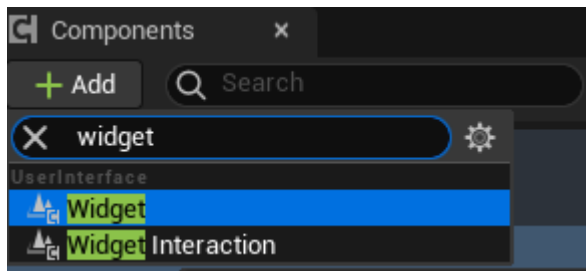 Components
Add
Search
widget
UserInterface
Widget
Widget Interaction